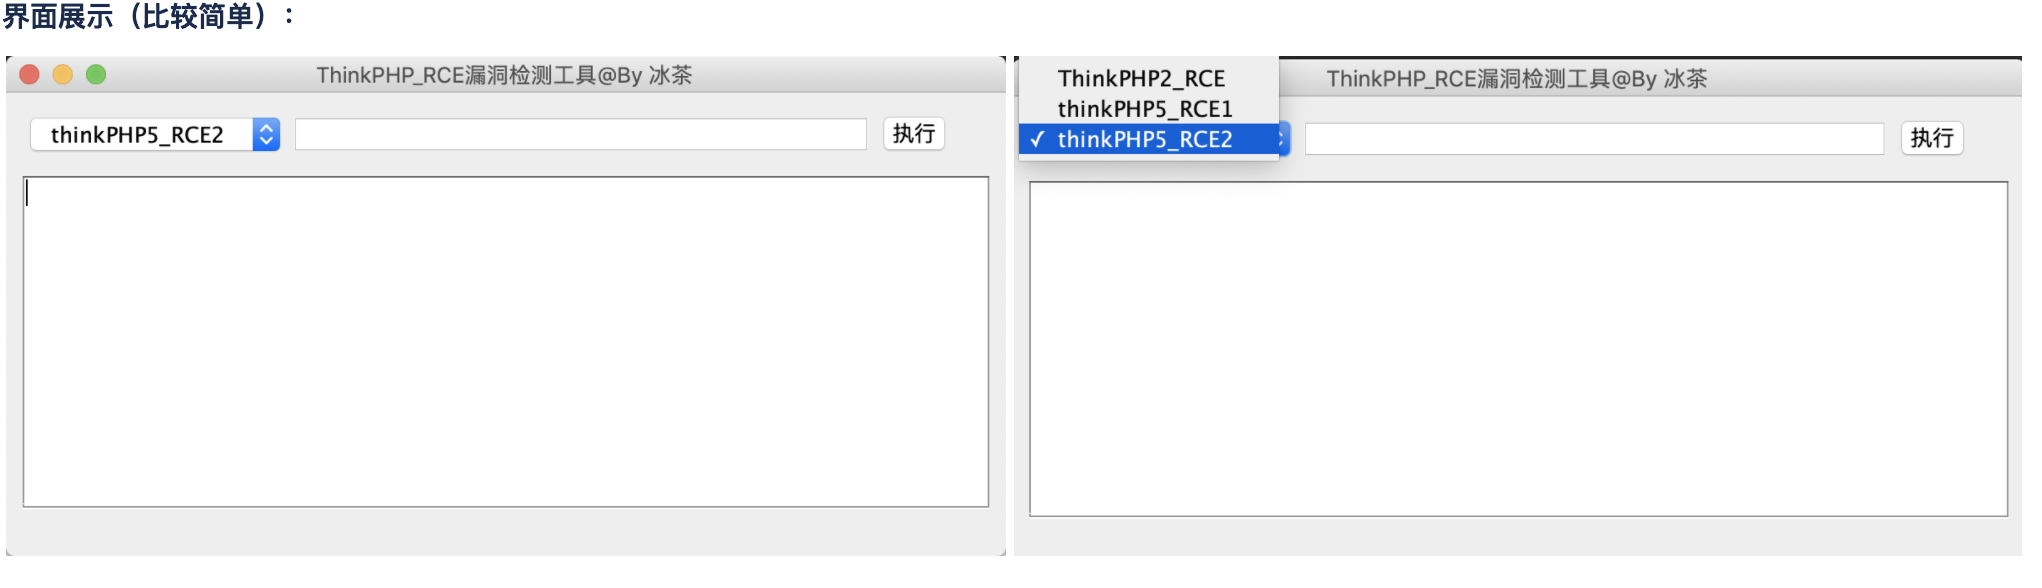 界面展示（比较简单）：
ThinkPHP_RCE漏洞检测工具@By 冰茶
thinkPHP5_RCE2
执行
ThinkPHP2_RCE
thinkPHP5_RCE1
✓ thinkPHP5_RCE2
ThinkPHP_RCE漏洞检测工具@By 冰茶
执行